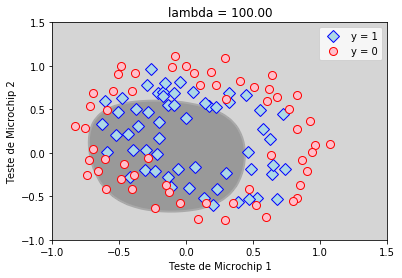 lambda = 100.00
y = 1
y = 0
1.5
1.0
0.5
0.0
−0.5
−1.0
Teste de Microchip 2
−1.0
−0.5
0.0
0.5
1.0
1.5
Teste de Microchip 1